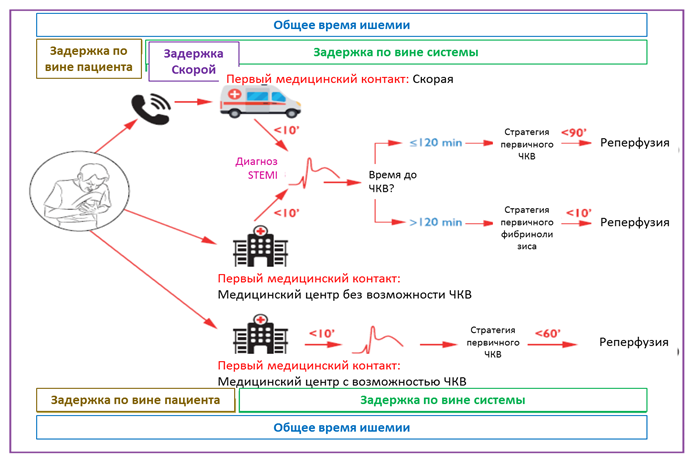 Общее время ишемии
Задержка по
вине пациента
Задержка
Скорой
Задержка по вине системы
Первый медицинский контакт: Скорая
<10'
Диагноз
STEMI
<10'
Время до
ЧКВ?
≤120 min
Стратегия
первичного
ЧКВ
<90'
Реперфузия
>120 min
Стратегия
первичного
фибриноли
зиса
<10'
Реперфузия
Первый медицинский контакт:
Медицинский центр без возможности ЧКВ
<10'
Стратегия
первичного
ЧКВ
<60'
Реперфузия
Первый медицинский контакт:
Медицинский центр с возможностью ЧКВ
Задержка по вине пациента
Задержка по вине системы
Общее время ишемии